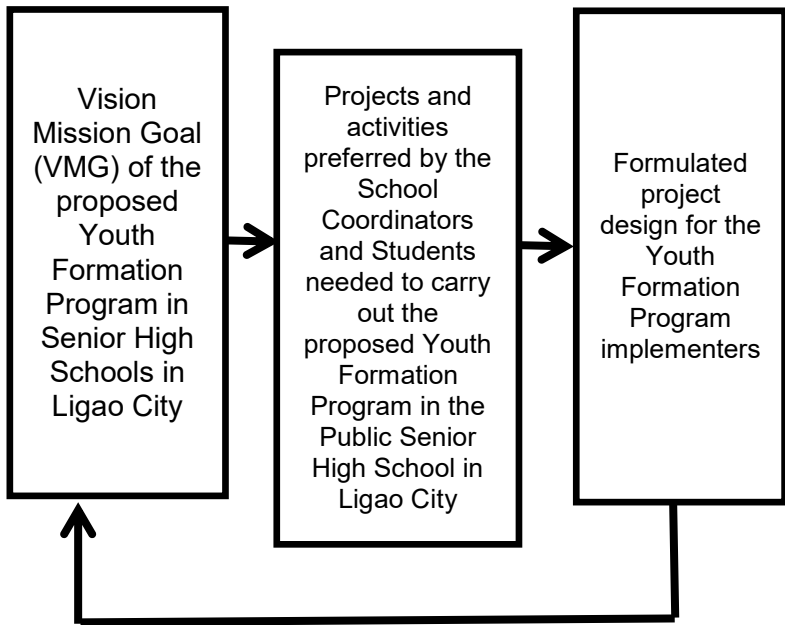 Vision
Mission Goal
(VMG) of the
proposed
Youth
Formation
Program in
Senior High
Schools in
Ligao City
Projects and
activities
preferred by the
School
Coordinators
and Students
needed to carry
out the
proposed Youth
Formation
Program in the
Public Senior
High School in
Ligao City
Formulated
project
design for the
Youth
Formation
Program
implementers